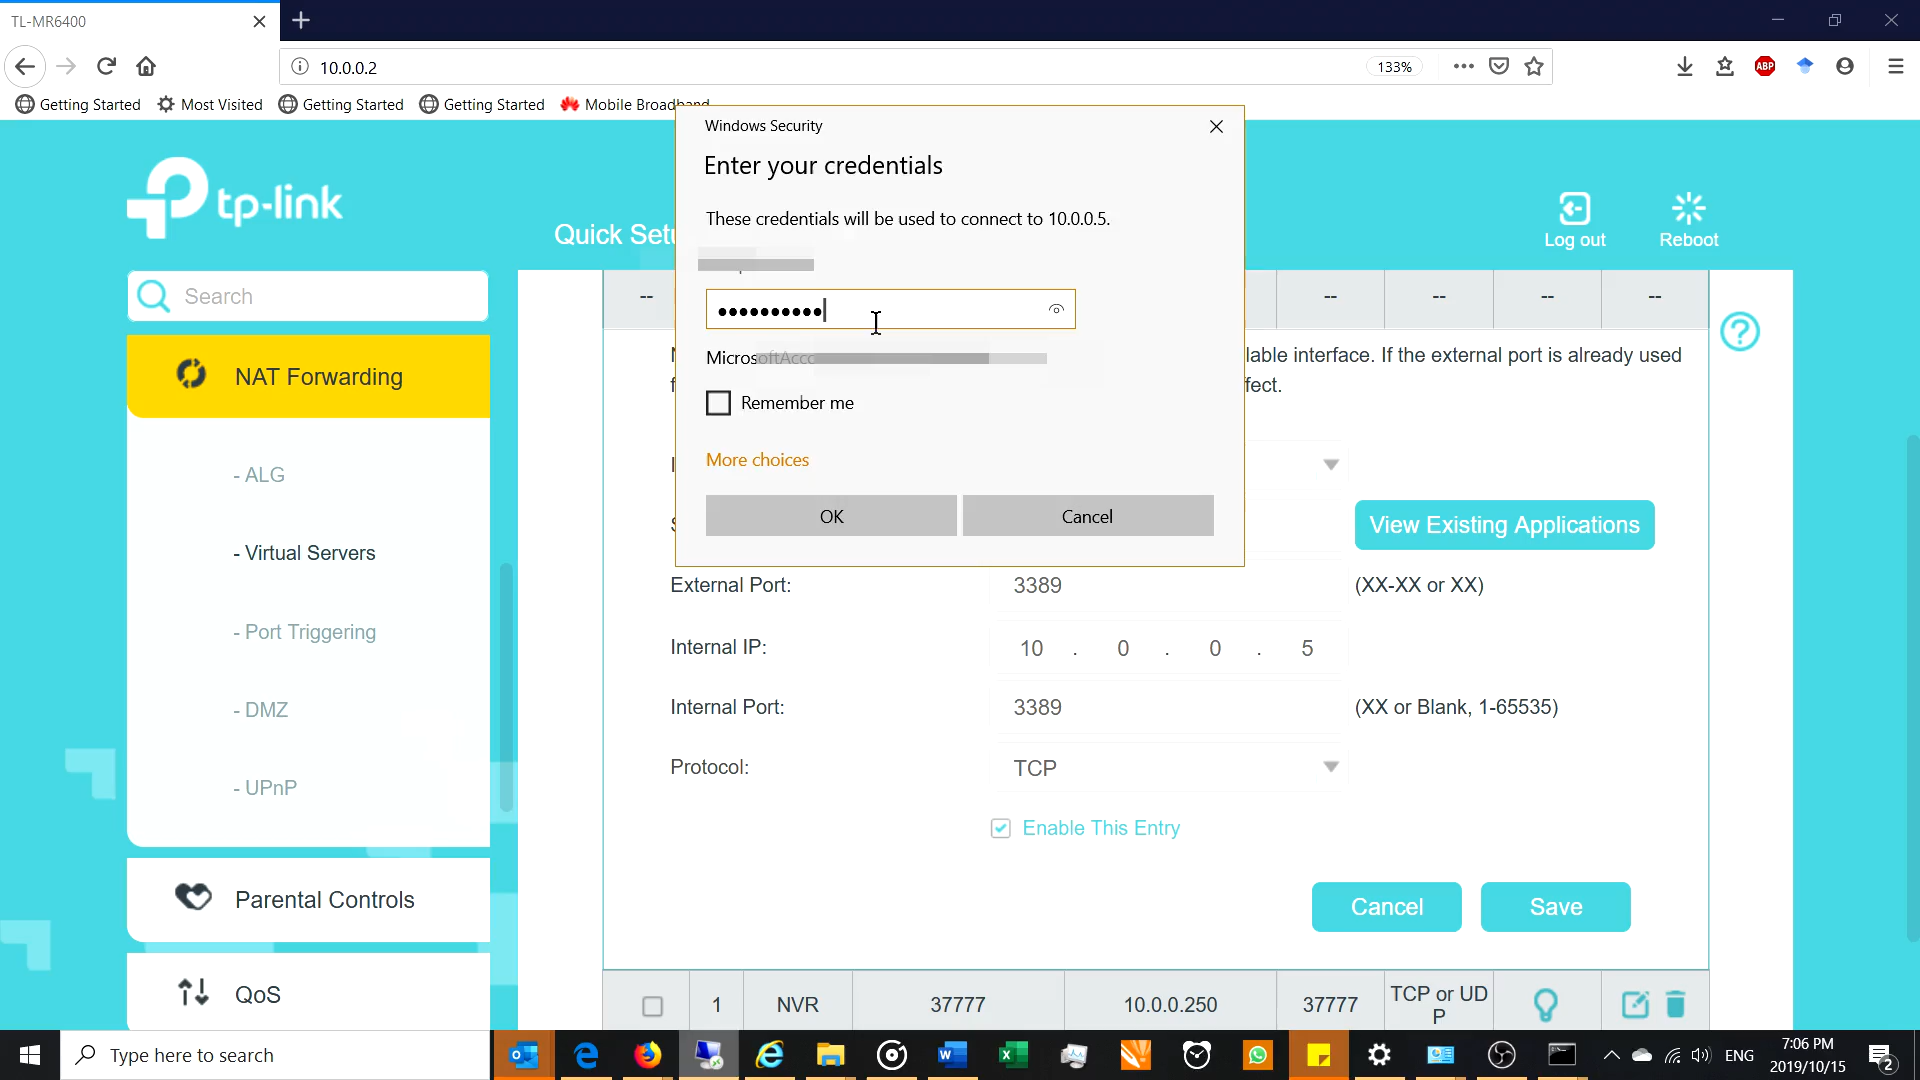 TL-MR6400
10.0.0.2
133%
ABP
Getting Started
Most Visited
Getting Started
Getting Started
Mobile Broadband
Windows Security
Enter your credentials
These credentials will be used to connect to 10.0.0.5.
MicrosoftAcco
Remember me
More choices
OK
Cancel
tp-link
Quick Setu
Log out
Reboot
Search
NAT Forwarding
- ALG
- Virtual Servers
- Port Triggering
- DMZ
- UPnP
Parental Controls
QoS
--
--
--
--
--
lable interface. If the external port is already used
fect.
View Existing Applications
External Port:
3389
(XX-XX or XX)
Internal IP:
10 . 0 . 0 . 5
Internal Port:
3389
(XX or Blank, 1-65535)
Protocol:
TCP
Enable This Entry
Cancel
Save
1
NVR
37777
10.0.0.250
37777
TCP or UD
P
Type here to search
ENG
7:06 PM
2019/10/15
2